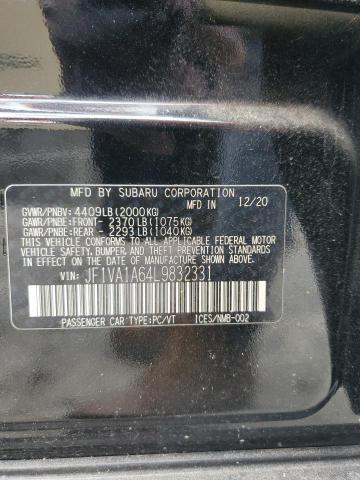 MFD BY SUBARU CORPORATION 12/20
GVWR/PNBV: 4409LB(2000KG)
GAWR/PNBE:FRONT- 2370LB(1075KG)
GAWR/PNBE:REAR - 2293LB(1040KG)
THIS VEHICLE CONFORMS TO ALL APPLICABLE FEDERAL MOTOR
VEHICLE SAFETY, BUMPER, AND THEFT PREVENTION STANDARDS
IN EFFECT ON THE DATE OF MANUFACTURE SHOWN ABOVE.
VIN: JF1VA1A64L9832331
PASSENGER CAR TYPE:PC/VT ICES/NMB-002